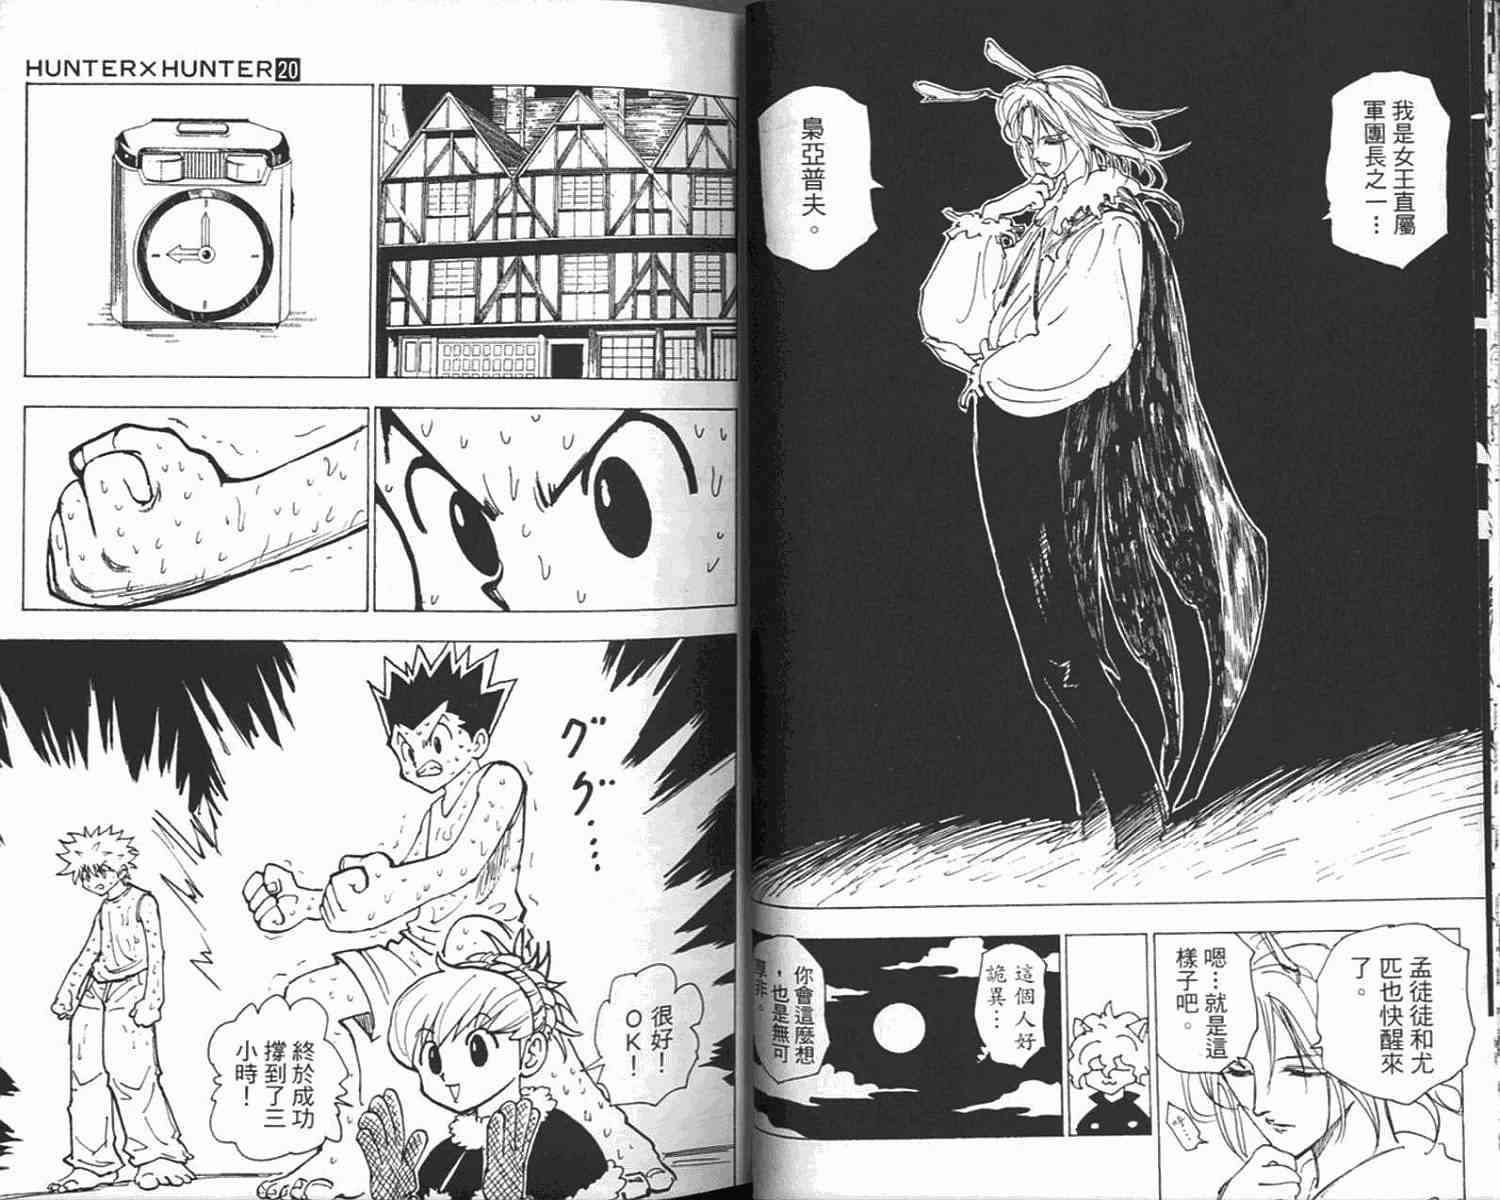 我是女王直屬
軍團長之一…
梟亞普夫。
孟徒徒和尤
匹也快醒來
了。
嗯…就是這
樣子吧。
這個人好
詭異…
你會這麼想
，也是無可
厚非。
HUNTER×HUNTER20
ググ……
很好！
OK！
終於成功
撐到了三
小時！